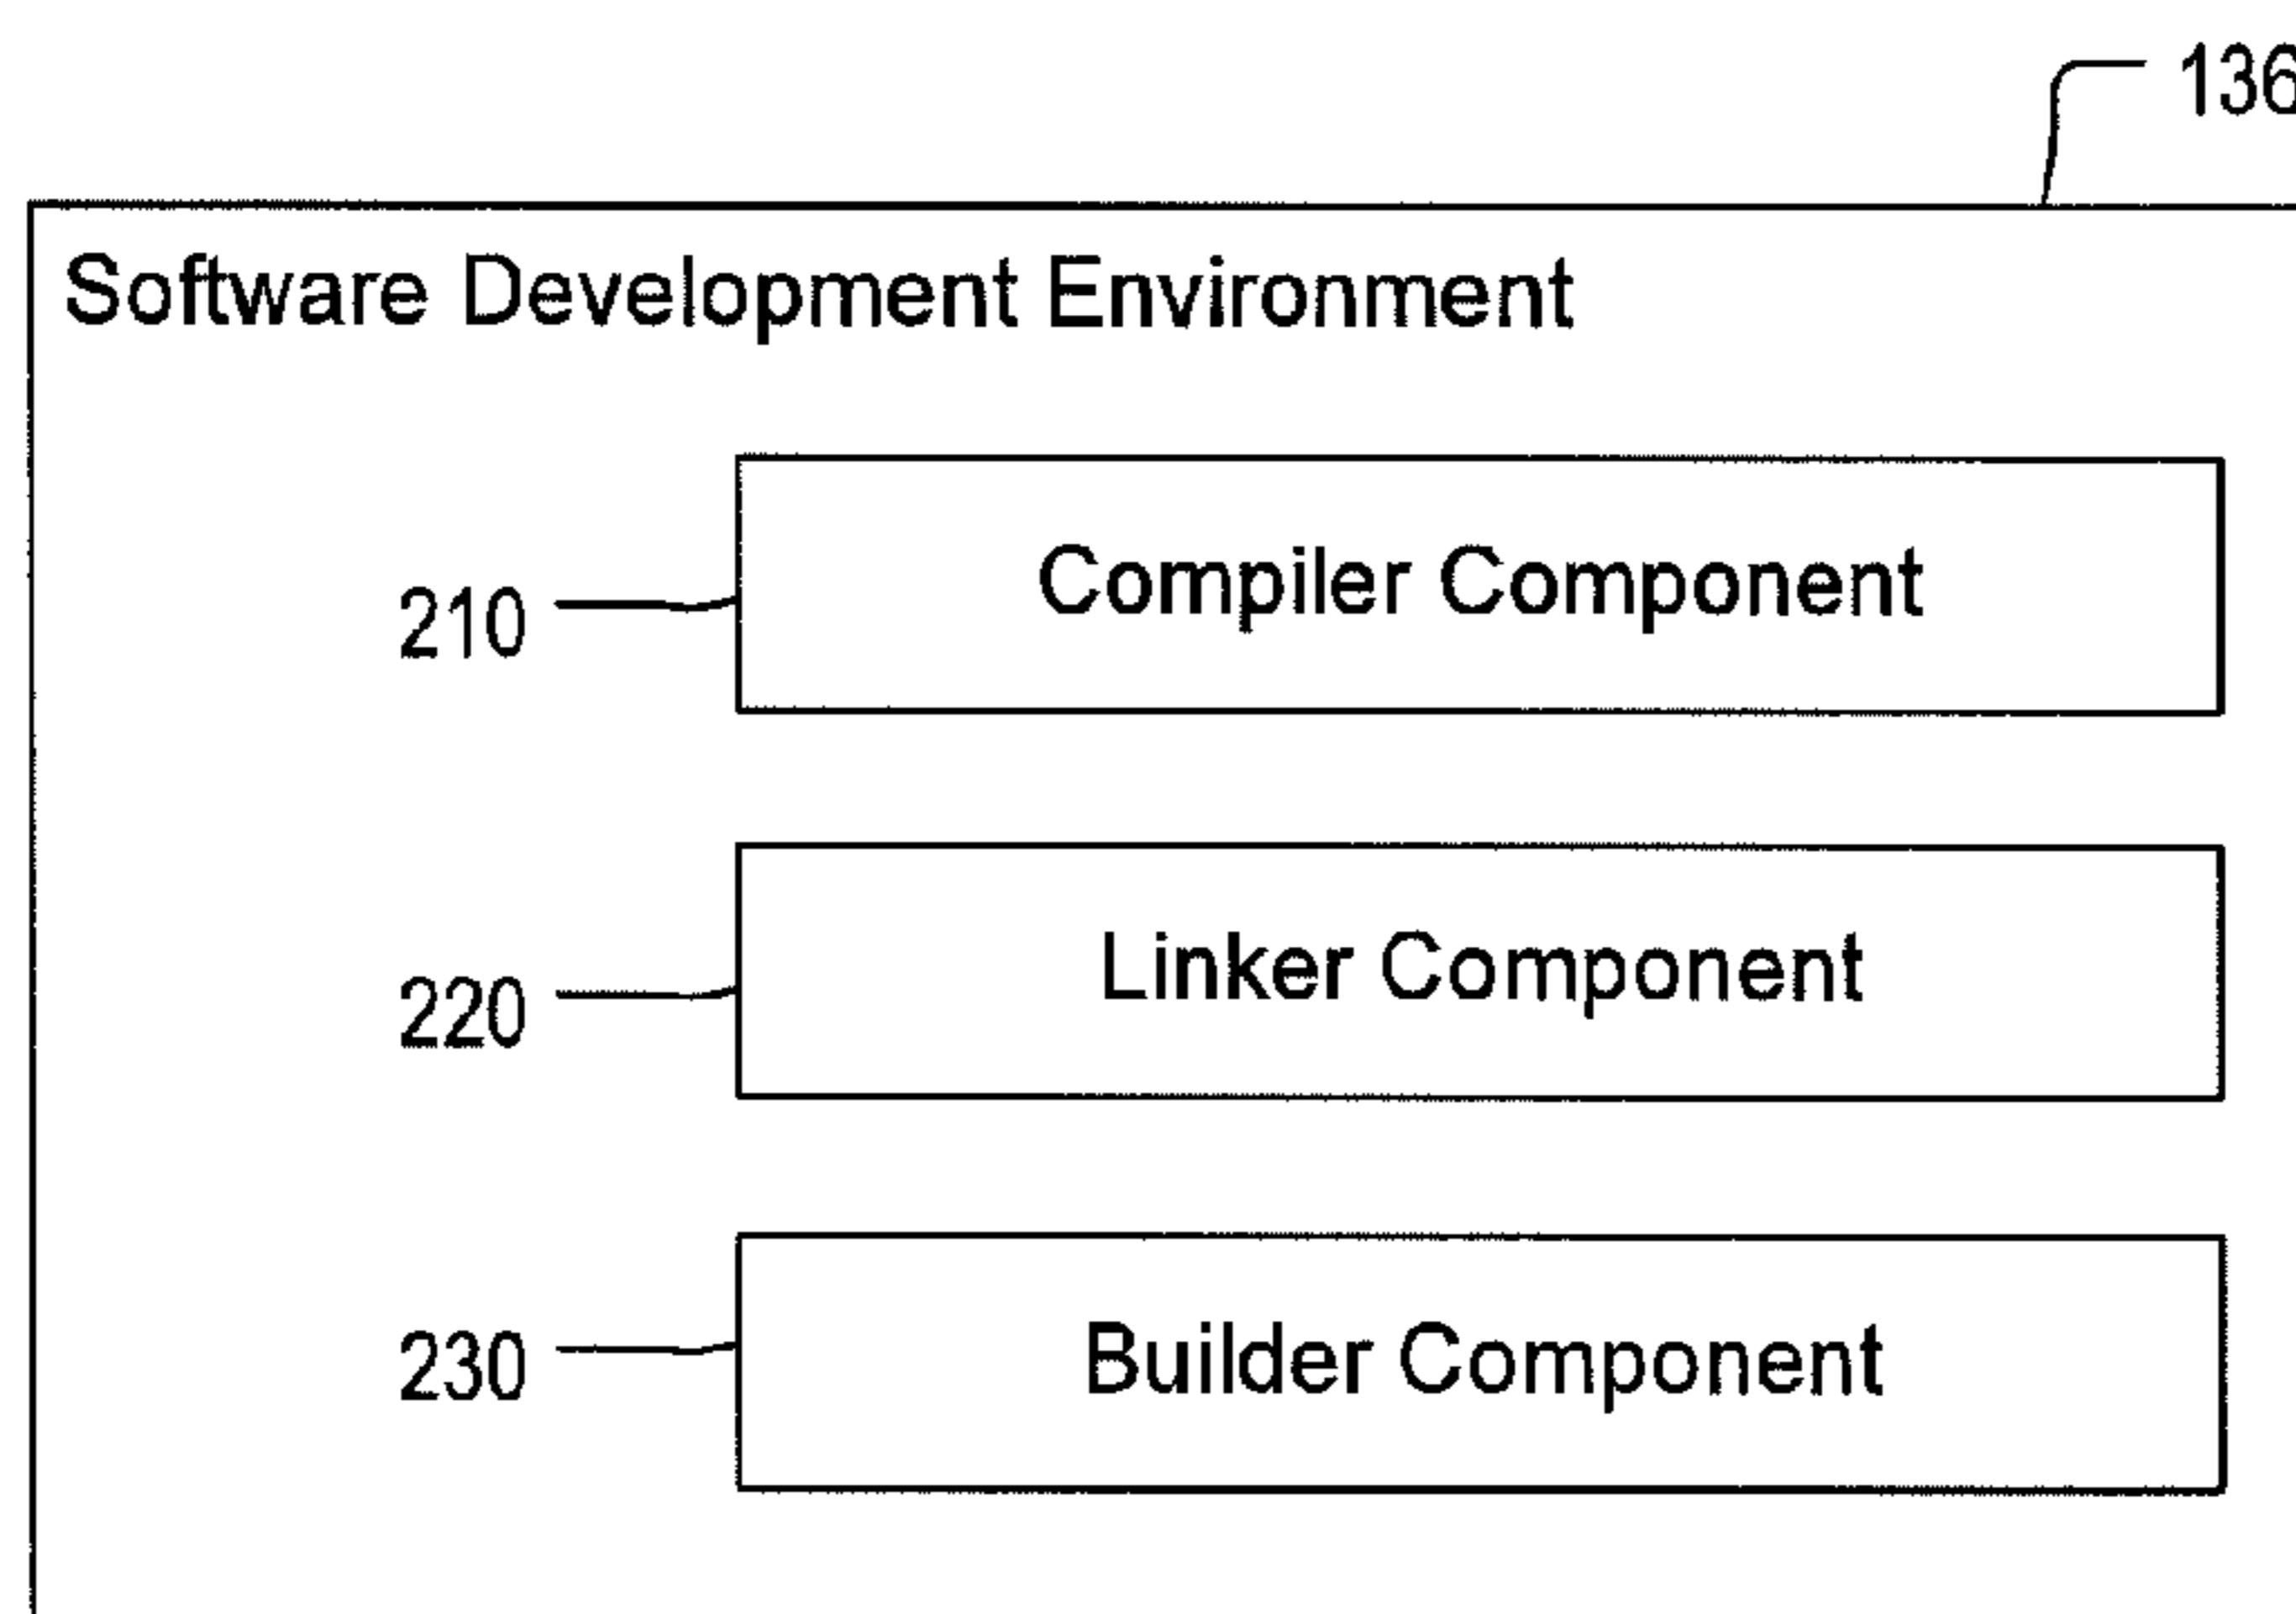 136
Software Development Environment
Compiler Component
210
Linker Component
220
Builder Component
230